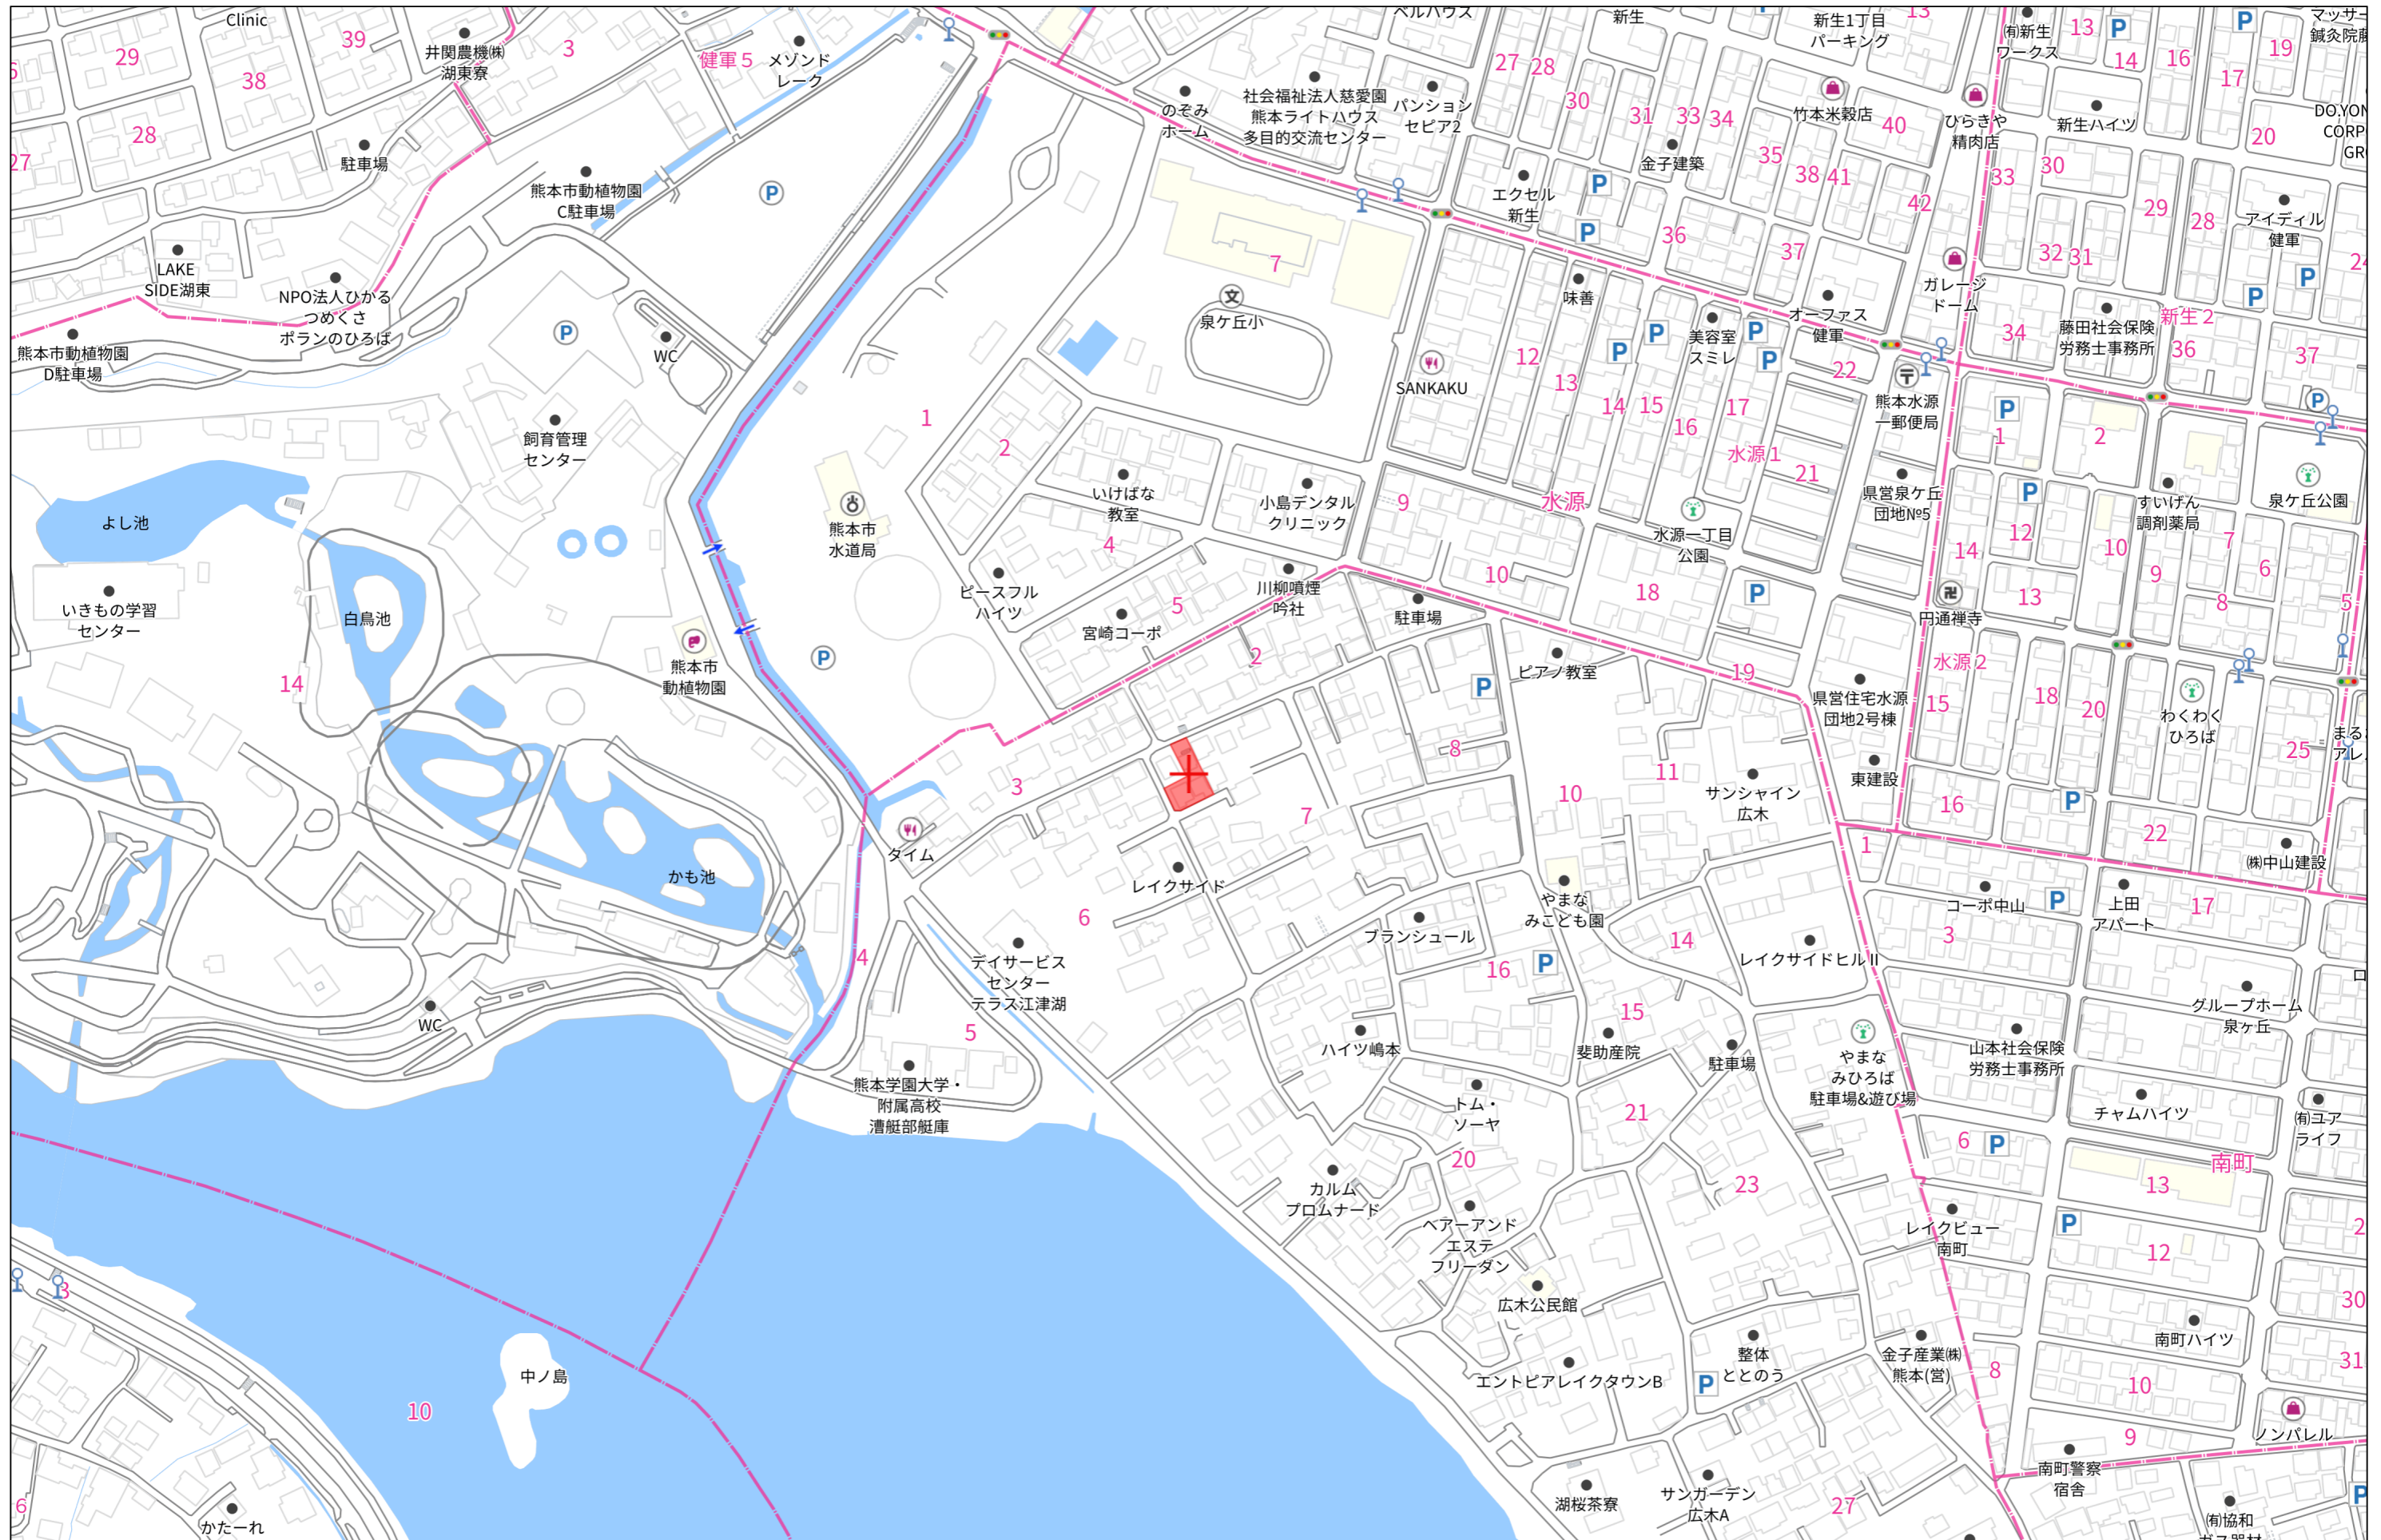 Clinic
29
39
38
28
27
井関農機㈱
湖東寮
3
健軍5
メゾンド
レーク
駐車場
熊本市動植物園
C駐車場
LAKE
SIDE湖東
NPO法人ひかる
つめくさ
ポランのひろば
熊本市動植物園
D駐車場
WC
飼育管理
センター
よし池
いきもの学習
センター
白鳥池
14
熊本市
動植物園
かも池
WC
のぞみ
ホーム
社会福祉法人慈愛園
熊本ライトハウス
多目的交流センター
ベルハウス
パンション
セピア2
27
28
新生
30
31
33
34
金子建築
エクセル
新生
新生1丁目
パーキング
13
竹本米穀店
40
35
38
41
42
36
37
ひらきや
精肉店
㈲新生
ワークス
13
14
16
17
19
20
マッサー
鍼灸院
新生ハイツ
33
30
32
31
29
28
アイディル
健軍
24
ガレージ
ドーム
34
藤田社会保険
労務士事務所
新生2
36
37
7
泉ケ丘小
味善
美容室
スミレ
オーファス
健軍
22
SANKAKU
12
13
14
15
16
17
水源1
21
熊本水源
一郵便局
1
2
1
2
いけばな
教室
小島デンタル
クリニック
9
水源
水源一丁目
公園
県営泉ケ丘
団地№5
すいげん
調剤薬局
泉ケ丘公園
熊本市
水道局
4
10
18
14
12
10
9
7
6
8
5
13
円通禅寺
ピースフル
ハイツ
川柳噴煙
吟社
5
宮崎コーポ
駐車場
2
ピアノ教室
19
県営住宅水源
団地2号棟
水源2
15
18
20
わくわく
ひろば
25
東建設
16
22
㈱中山建設
3
8
10
11
サンシャイン
広木
7
タイム
レイクサイド
6
デイサービス
センター
テラス江津湖
4
5
熊本学園大学・
附属高校
漕艇部艇庫
やまな
みこども園
ブランシュール
16
14
レイクサイドヒルⅡ
15
ハイツ嶋本
斐助産院
駐車場
やまな
みひろば
駐車場&遊び場
1
コーポ中山
3
上田
アパート
17
グループホーム
泉ヶ丘
山本社会保険
労務士事務所
チャムハイツ
㈲ユア
ライフ
トム・
ソーヤ
21
20
カルム
プロムナード
ヘアーアンド
エステ
フリーダン
23
広木公民館
6
南町
13
レイクビュー
南町
12
30
南町ハイツ
31
エントピアレイクタウンB
整体
ととのう
金子産業㈱
熊本(営)
8
10
9
ノンパレル
南町警察
宿舎
湖桜茶寮
サンガーデン
広木A
27
㈲協和
中ノ島
10
3
6
かたーれ